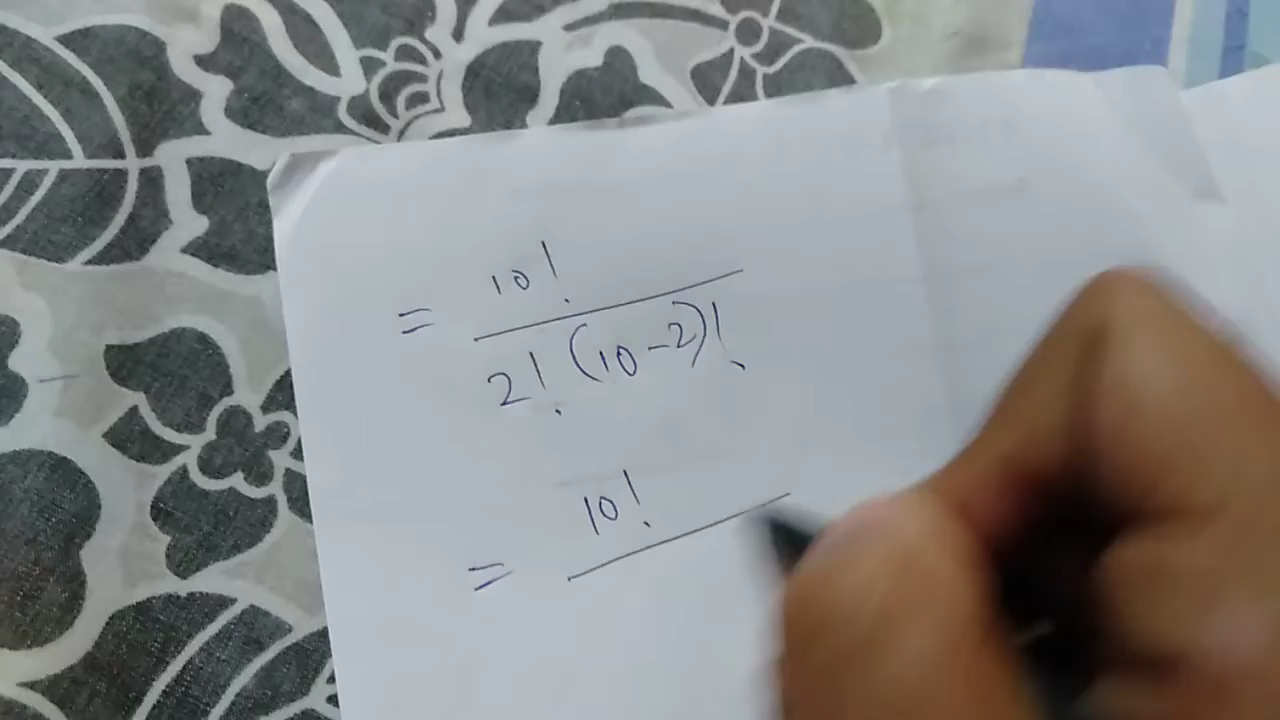 = 10! / 2! (10-2)!
= 10! /